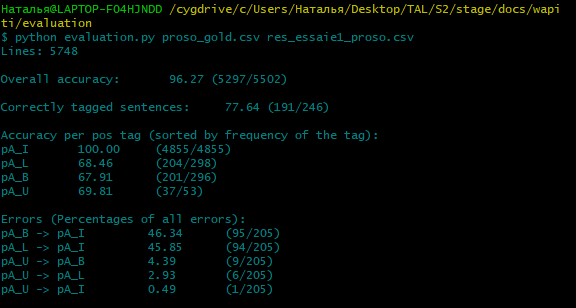 Наталья@LAPTOP-FO4HJNDD /cygdrive/c/Users/Наталья/Desktop/TAL/S2/stage/docs/wapi
ti/evaluation
$ python evaluation.py proso_gold.csv res_essaie1_proso.csv
Lines: 5748
Overall accuracy: 96.27 (5297/5502)
Correctly tagged sentences: 77.64 (191/246)
Accuracy per pos tag (sorted by frequency of the tag):
pA_I 100.00 (4855/4855)
pA_L 68.46 (204/298)
pA_B 67.91 (201/296)
pA_U 69.81 (37/53)
Errors (Percentages of all errors):
pA_B -> pA_I 46.34 (95/205)
pA_L -> pA_I 45.85 (94/205)
pA_U -> pA_B 4.39 (9/205)
pA_U -> pA_L 2.93 (6/205)
pA_U -> pA_I 0.49 (1/205)